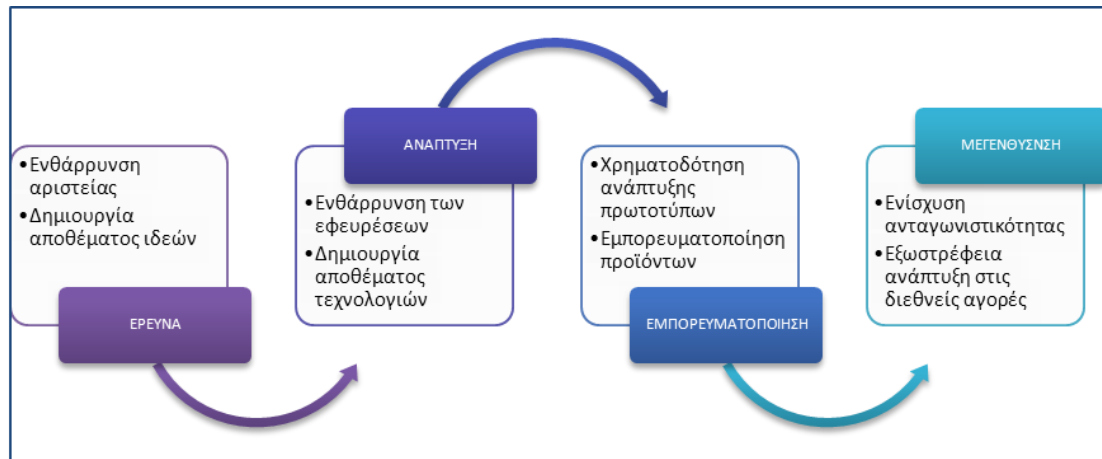 • Ενθάρρυνση
αριστείας
• Δημιουργία
αποθέματος ιδεών
ΕΡΕΥΝΑ
ΑΝΑΠΤΥΞΗ
• Ενθάρρυνση των
εφευρέσεων
• Δημιουργία
αποθέματος
τεχνολογιών
• Χρηματοδότηση
ανάπτυξης
πρωτοτύπων
• Εμπορευματοποίηση
προϊόντων
ΕΜΠΟΡΕΥΜΑΤΟΠΟΙΗΣΗ
ΜΕΓΕΝΘΥΣΝΣΗ
• Ενίσχυση
ανταγωνιστικότητας
• Εξωστρέφεια
ανάπτυξη στις
διεθνείς αγορές